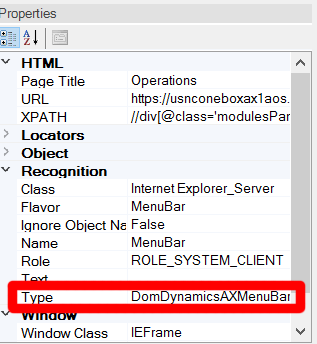 Properties
A
Z
HTML
Page Title Operations
URL https://usnconeboxax1aos.
XPATH //div[@class='modulesPar
Locators
Object
Recognition
Class Internet Explorer_Server
Flavor MenuBar
Ignore Object Na False
Name MenuBar
Role ROLE_SYSTEM_CLIENT
Text
Type DomDynamicsAXMenuBar
Window
Window Class IEFrame